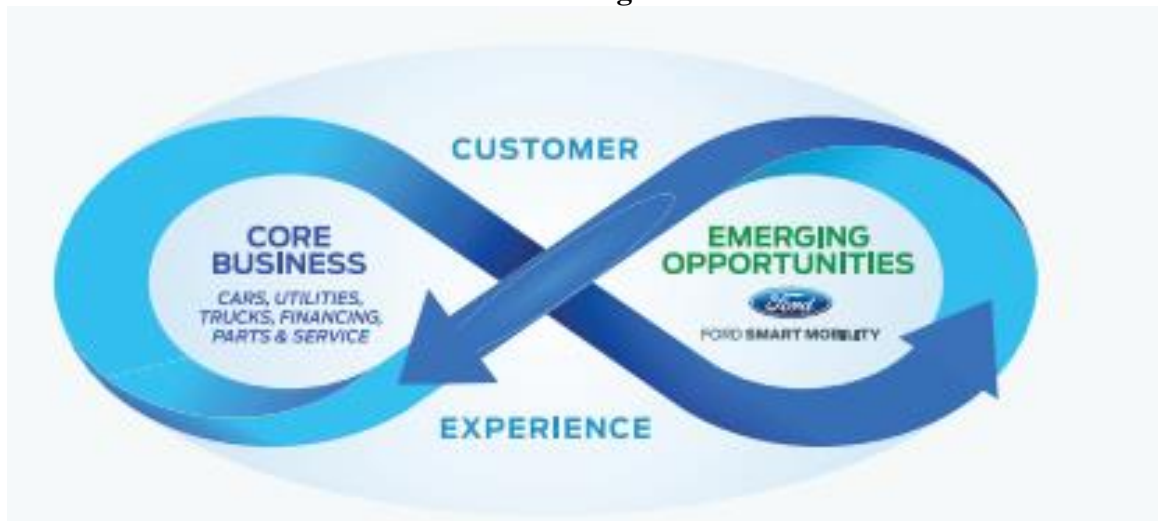 CUSTOMER
CORE
BUSINESS
CARS, UTILITIES,
TRUCKS, FINANCING,
PARTS & SERVICE
EMERGING
OPPORTUNITIES
Ford
FORD SMART MOBILITY
EXPERIENCE